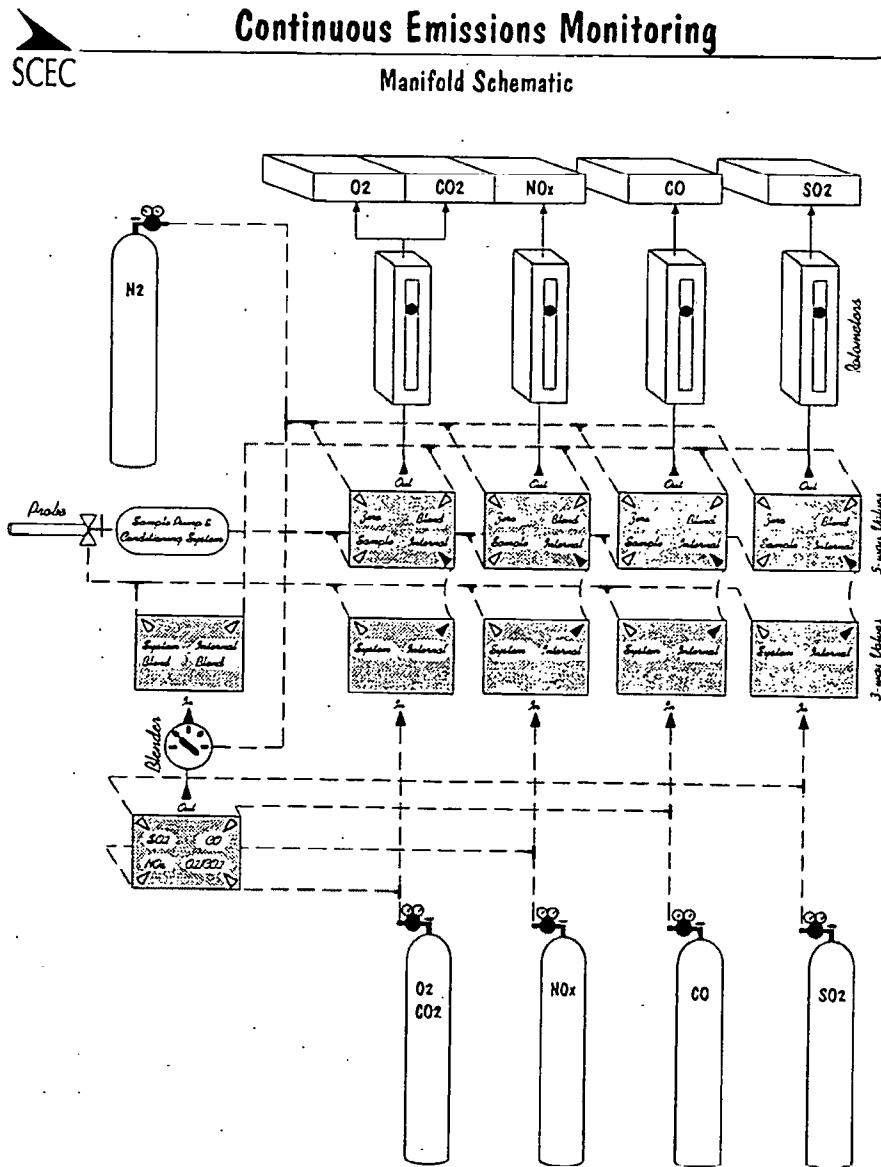 Continuous Emissions Monitoring
SCEC
Manifold Schematic
O2 CO2 NOx CO SO2
N2
Rotameters
Probe
Sample Pump &
Conditioning System
Out Out Out Out
Zero Blend Zero Blend Zero Blend Zero Blend
Sample Internal Sample Internal Sample Internal Sample Internal
5-way Valves
System Internal
Blend Blend
System Internal System Internal System Internal System Internal
3-way Valves
In In In In In
Blender
Out
SO2 CO
NOx O2/CO2
O2
CO2
NOx
CO
SO2